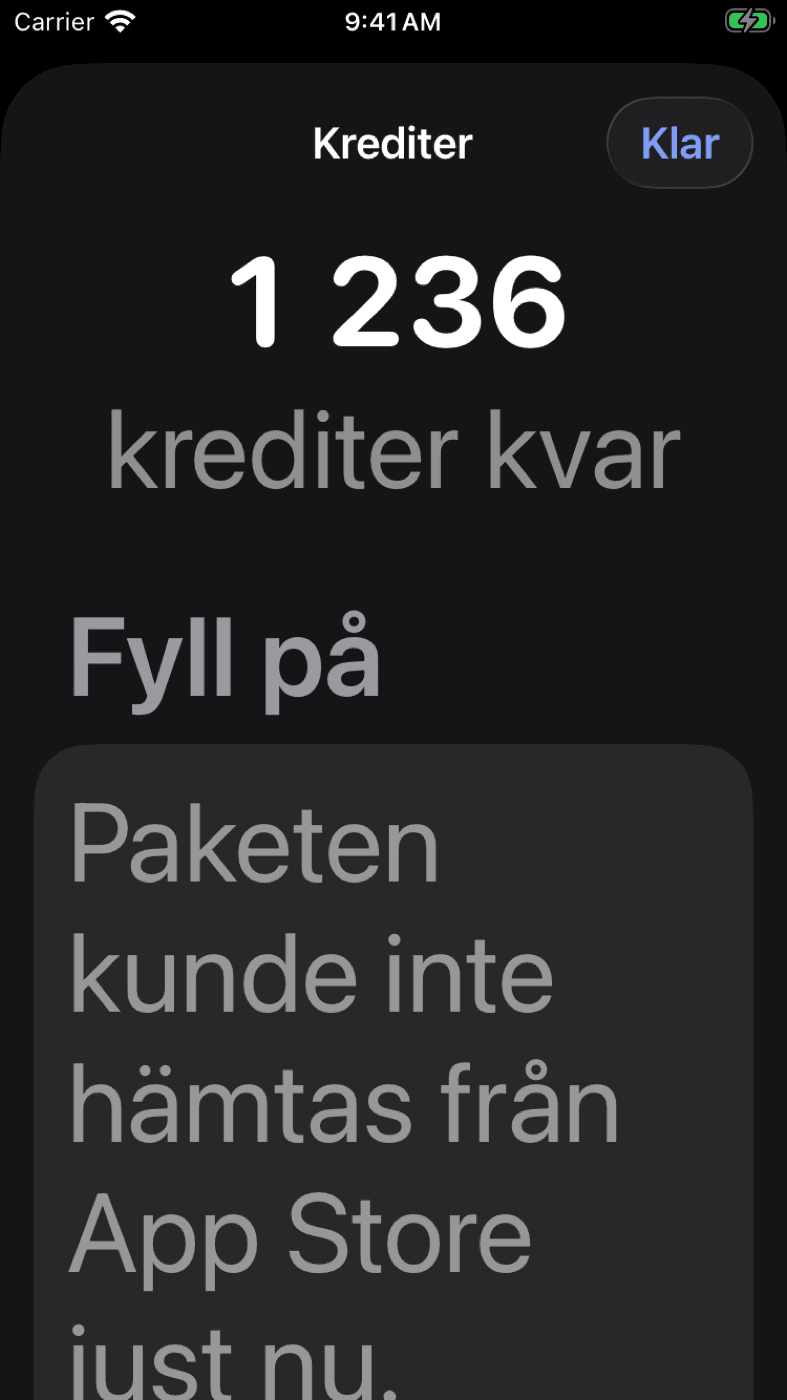 Carrier
9:41 AM
Krediter
Klar
1 236
krediter kvar
Fyll på
Paketen
kunde inte
hämtas från
App Store
just nu.